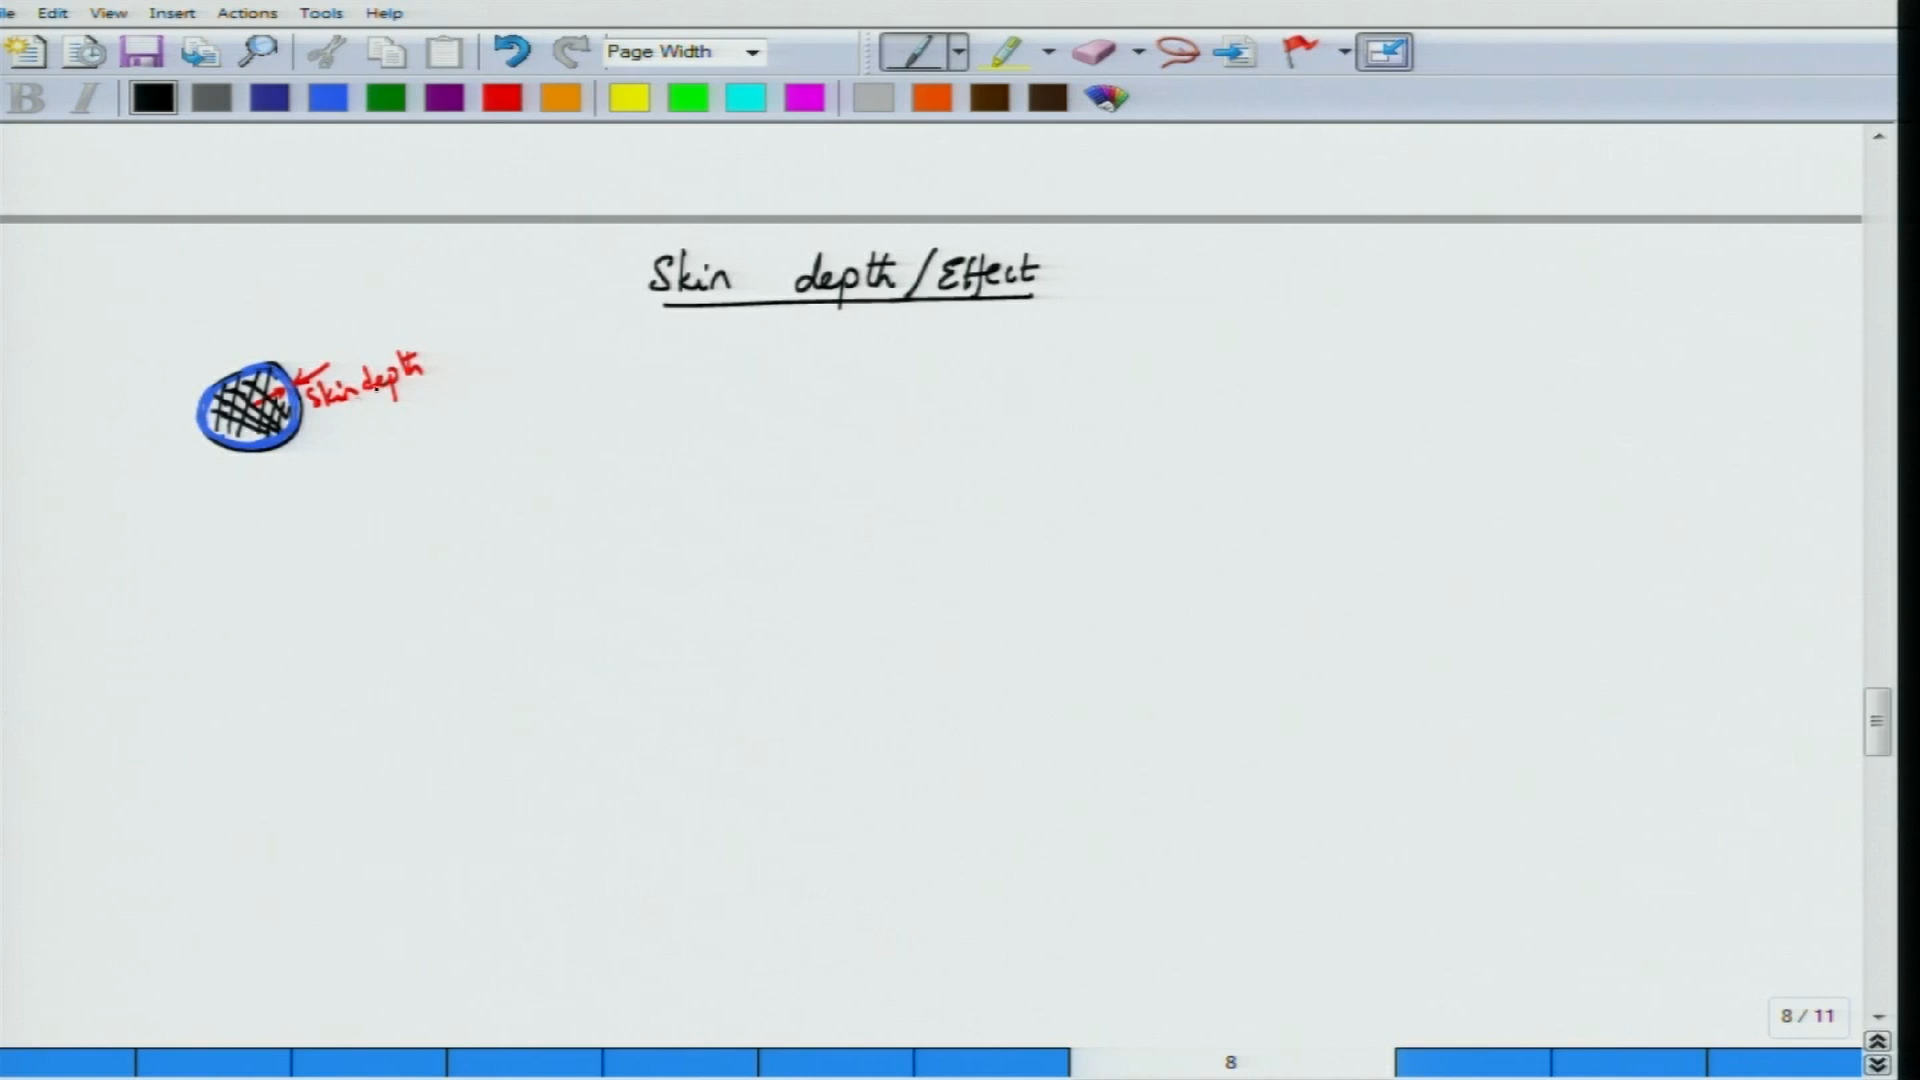 Edit View Insert Actions Tools Help
Page Width
B I
Skin depth/Effect
Skin depth
8 / 11
8